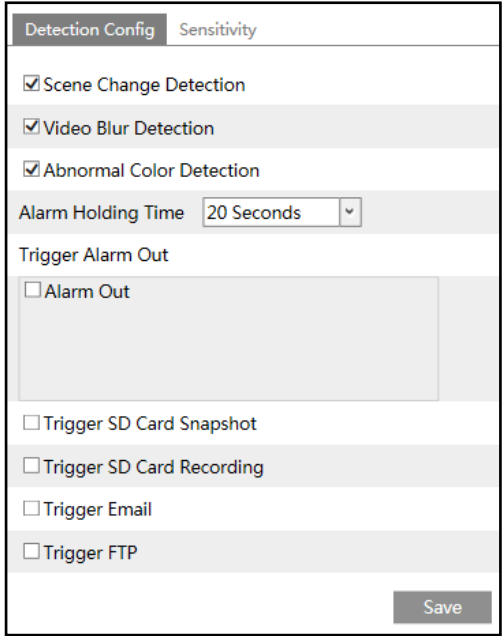 Detection Config Sensitivity
Scene Change Detection
Video Blur Detection
Abnormal Color Detection
Alarm Holding Time 20 Seconds
Trigger Alarm Out
Alarm Out
Trigger SD Card Snapshot
Trigger SD Card Recording
Trigger Email
Trigger FTP
Save